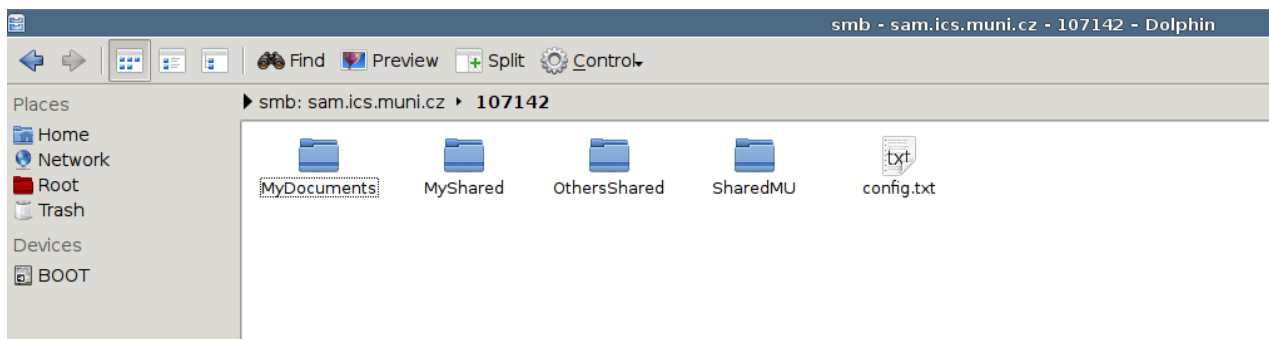 smb - sam.ics.muni.cz - 107142 - Dolphin
Find Preview Split Control
Places
smb: sam.ics.muni.cz 107142
Home
Network
Root
Trash
Devices
BOOT
MyDocuments MyShared OthersShared SharedMU config.txt
txt